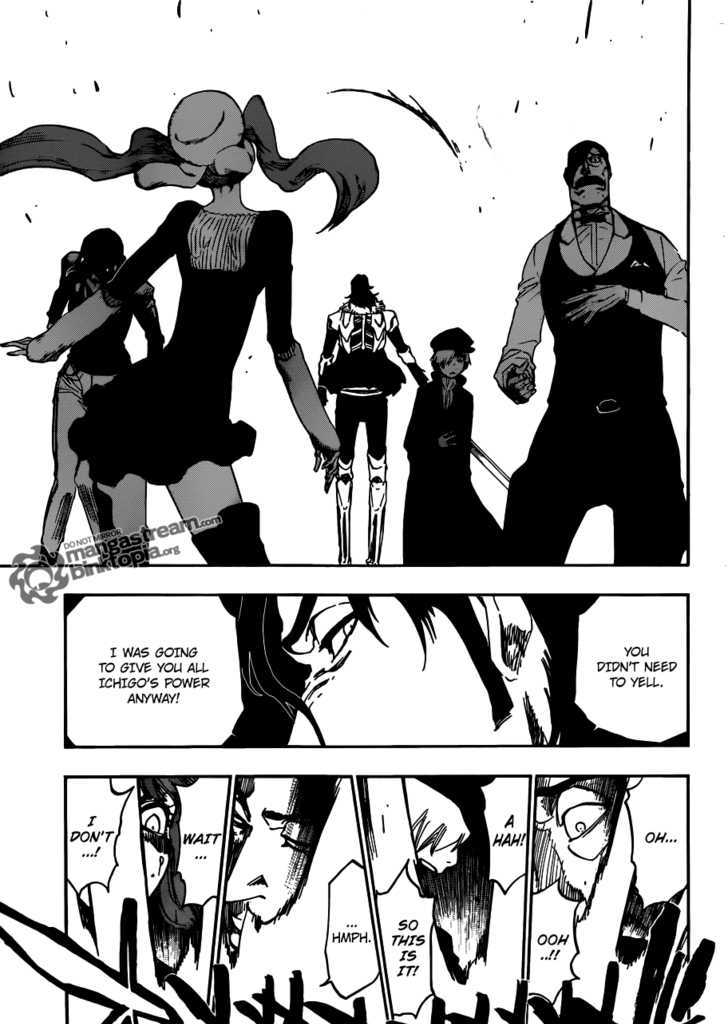 DO NOT MIRROR
mangastream.com
binktopia.org
YOU
DIDN'T NEED
TO YELL.
I WAS GOING
TO GIVE YOU ALL
ICHIGO'S POWER
ANYWAY!
OH...
OOH
..!!
A
HAH!
SO
THIS
IS
IT!
...
HMPH.
WAIT
...
I
DON'T
...!